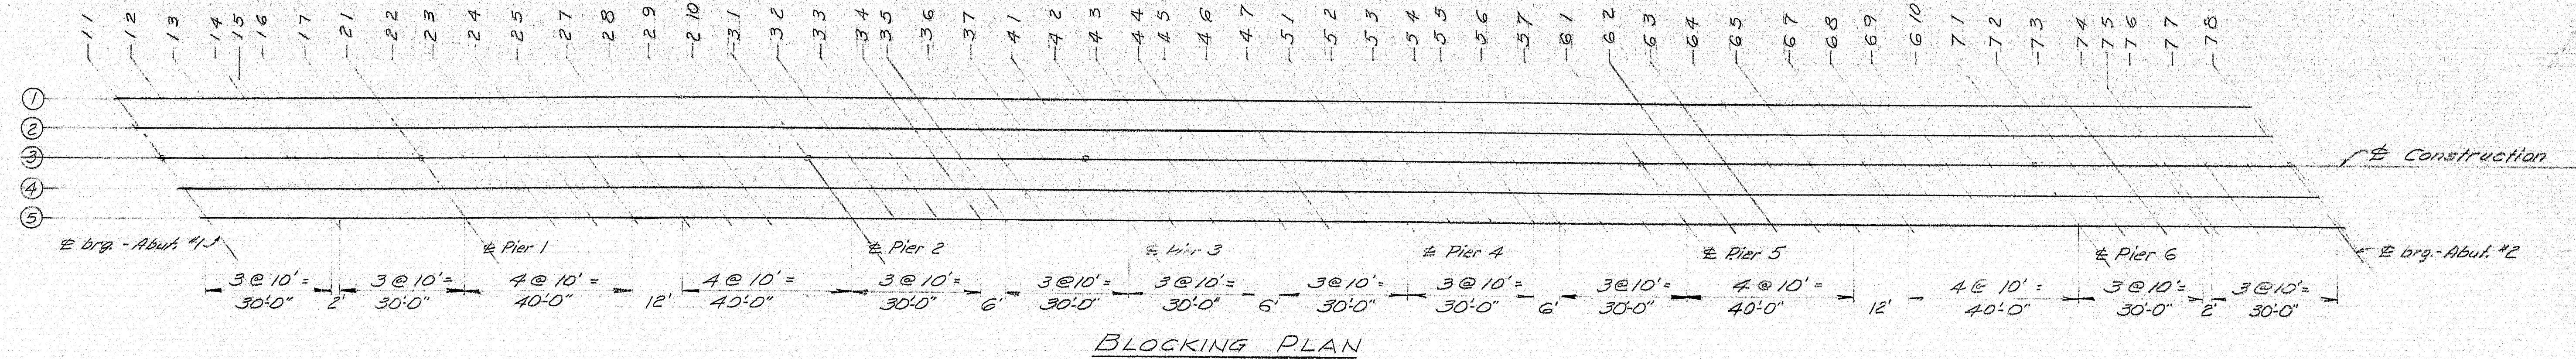 -11 -12 -13 -14 -15 -16 -17 -21 -22 -23 -24 -25 -27 -28 -29 -210 -31 -32 -33 -34 -35 -36 -37 -41 -42 -43 -44 -45 -46 -47 -51 -52 -53 -54 -55 -56 -57 -61 -62 -63 -64 -65 -67 -68 -69 -610 -71 -72 -73 -74 -75 -76 -77 -78
1
2
3
℄ Construction
4
5
℄ brg.-Abut. #1 ℄ Pier 1 ℄ Pier 2 ℄ Pier 3 ℄ Pier 4 ℄ Pier 5 ℄ Pier 6 ℄ brg.-Abut. #2
3 @ 10' = 3 @ 10' = 4 @ 10' = 4 @ 10' = 3 @ 10' = 3 @ 10' = 3 @ 10' = 3 @ 10' = 3 @ 10' = 3 @ 10' = 4 @ 10' = 4 @ 10' = 3 @ 10' = 3 @ 10' =
30'-0" 2' 30'-0" 40'-0" 12' 40'-0" 30'-0" 6' 30'-0" 30'-0" 6' 30'-0" 30'-0" 6' 30'-0" 40'-0" 12' 40'-0" 30'-0" 2' 30'-0"
BLOCKING PLAN